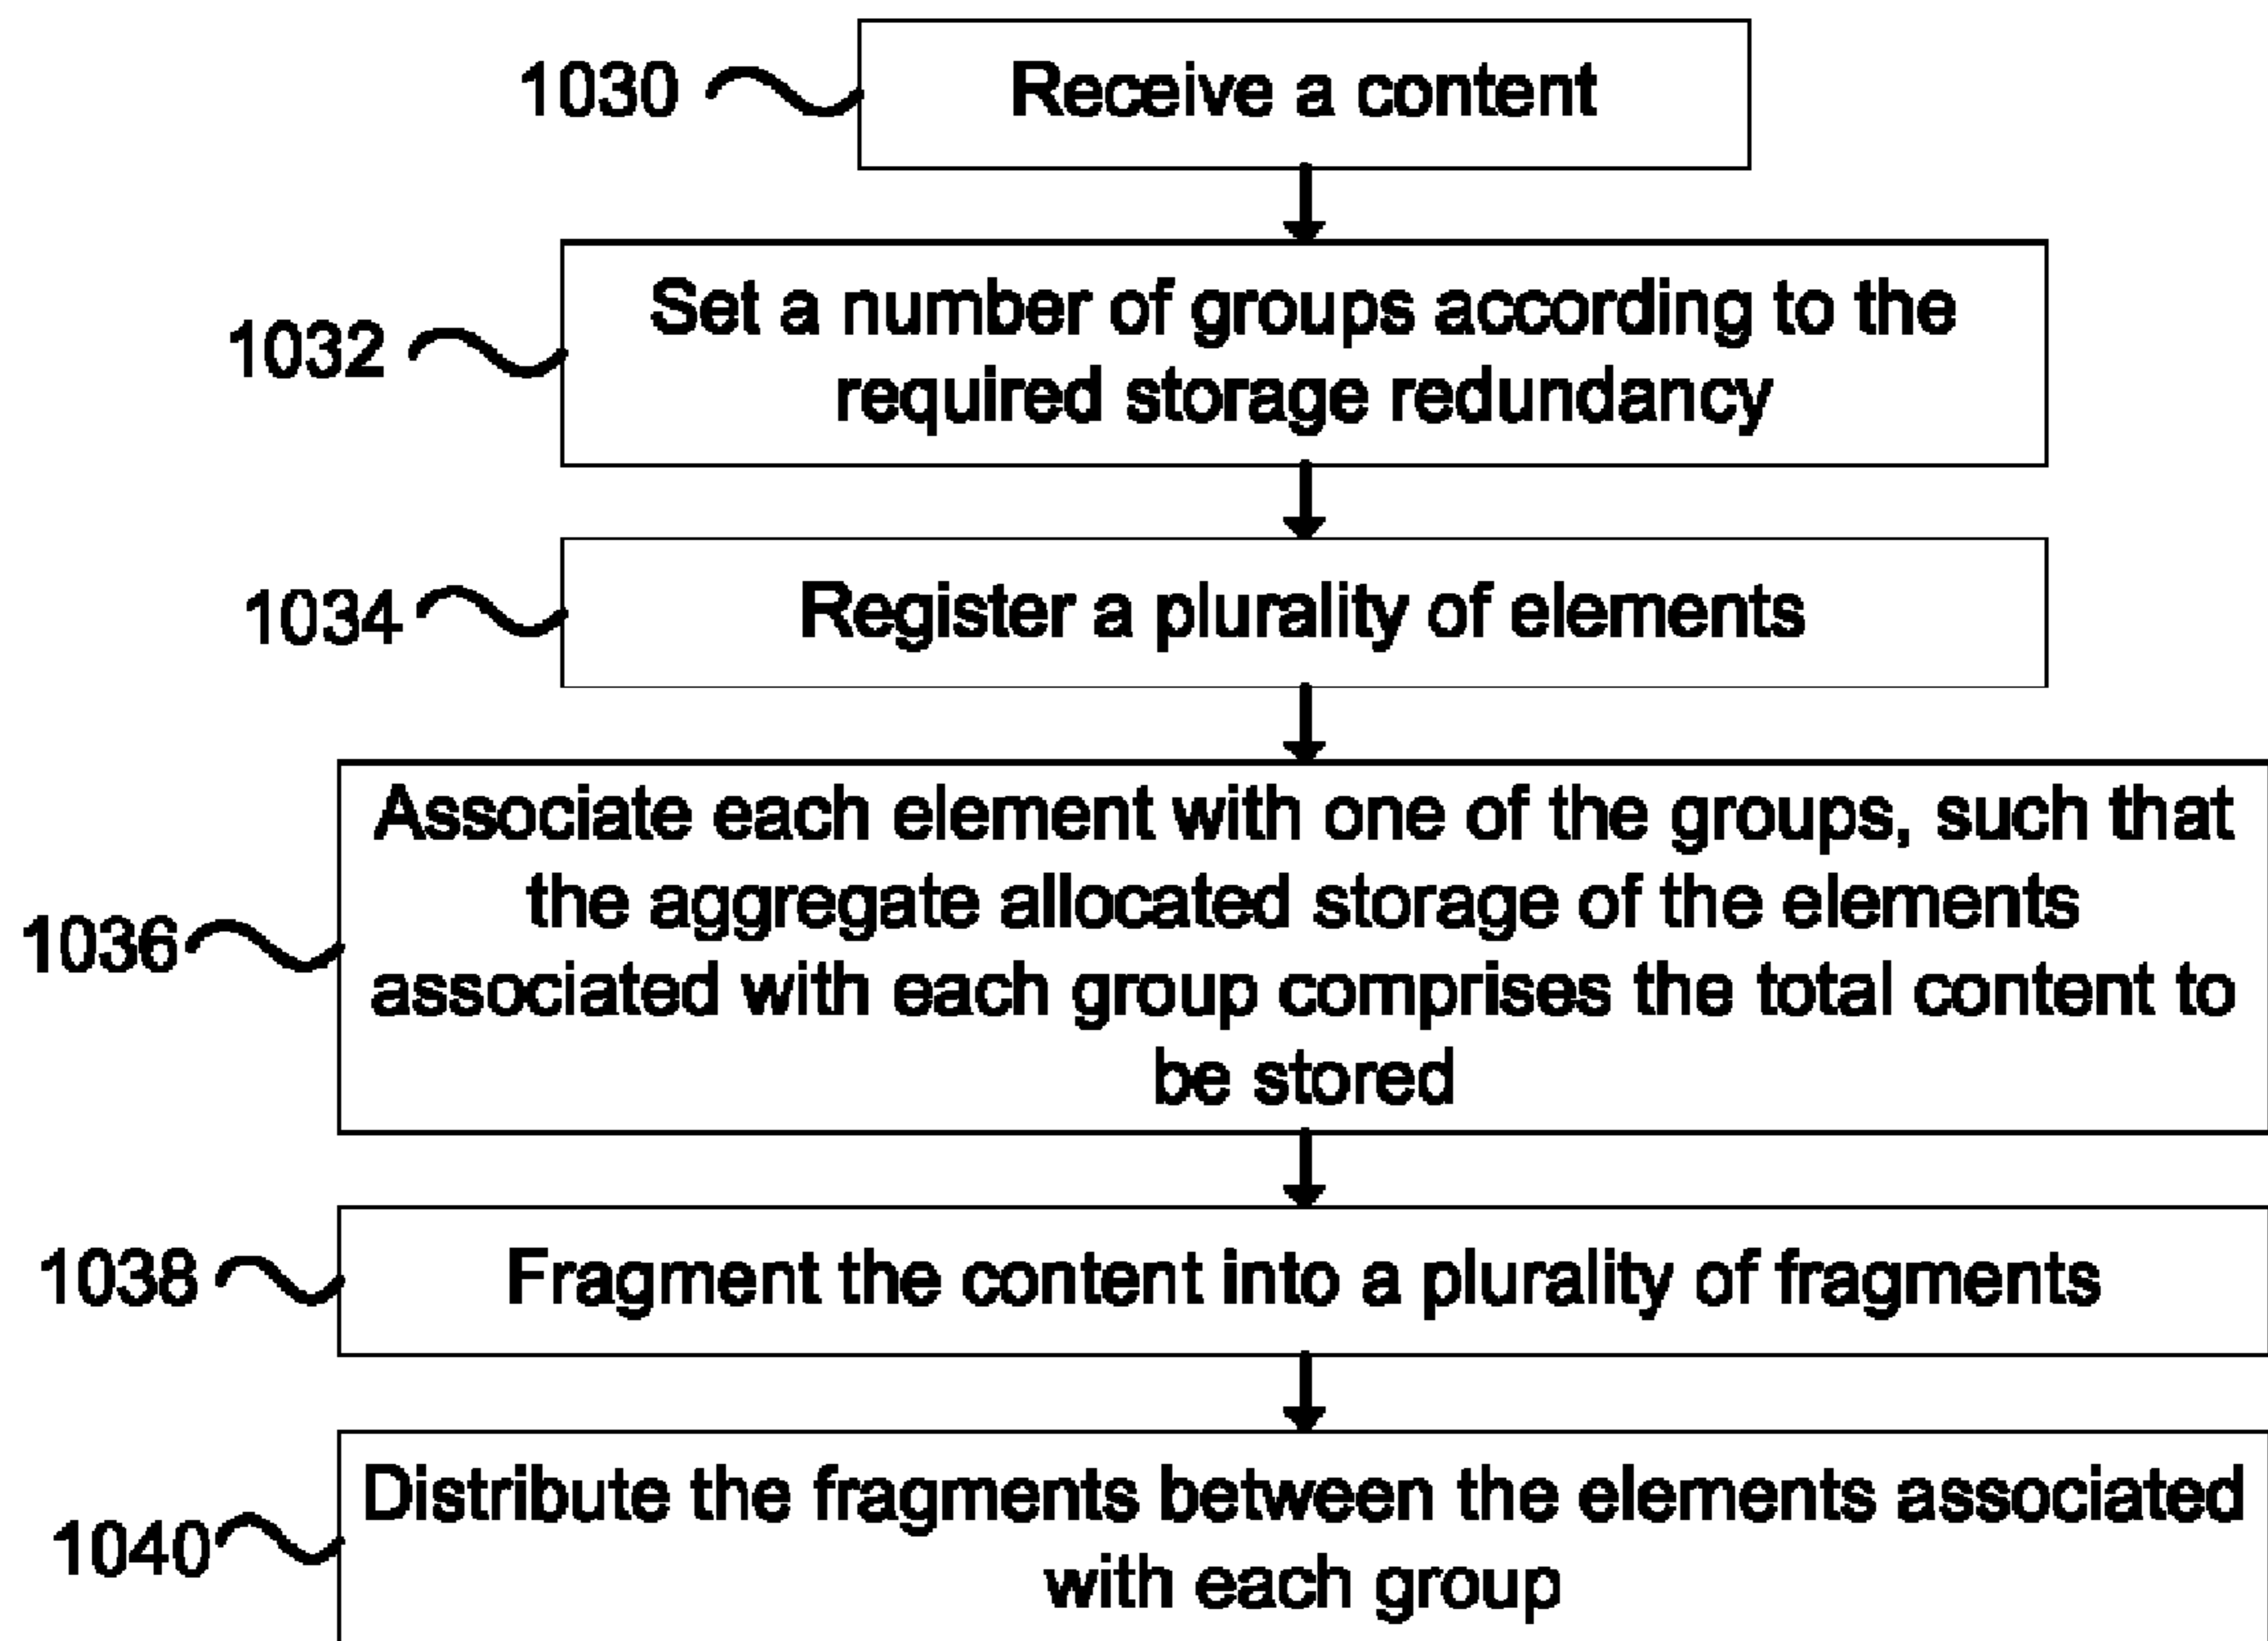 1030
Receive a content
1032
Set a number of groups according to the
required storage redundancy
1034
Register a plurality of elements
1036
Associate each element with one of the groups, such that
the aggregate allocated storage of the elements
associated with each group comprises the total content to
be stored
1038
Fragment the content into a plurality of fragments
1040
Distribute the fragments between the elements associated
with each group